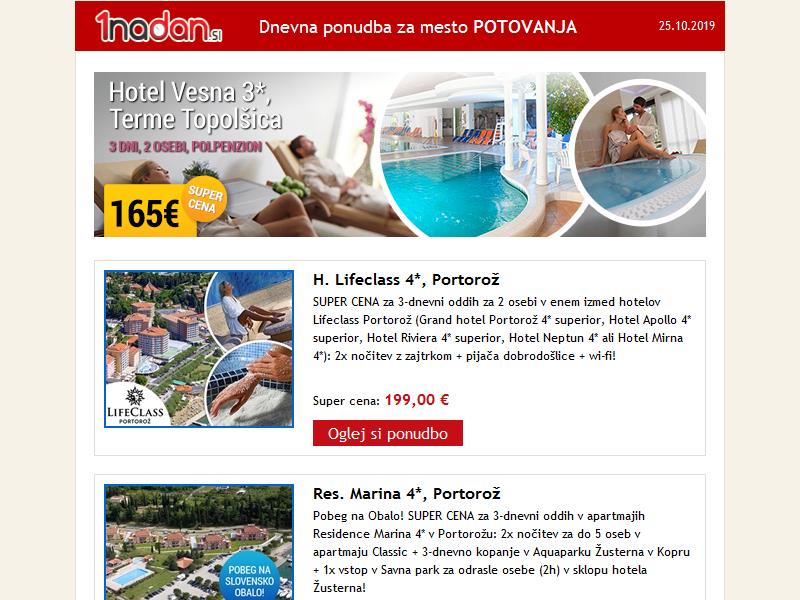 1nadan.si
Dnevna ponudba za mesto POTOVANJA
25.10.2019
Hotel Vesna 3*,
Terme Topolšica
3 DNI, 2 OSEBI, POLPENZION
165€
SUPER
CENA
H. Lifeclass 4*, Portorož
SUPER CENA za 3-dnevni oddih za 2 osebi v enem izmed hotelov
Lifeclass Portorož (Grand hotel Portorož 4* superior, Hotel Apollo 4*
superior, Hotel Riviera 4* superior, Hotel Neptun 4* ali Hotel Mirna
4*): 2x nočitev z zajtrkom + pijača dobrodošlice + wi-fi!
LIFECLASS
PORTOROŽ
Super cena: 199,00 €
Oglej si ponudbo
Res. Marina 4*, Portorož
Pobeg na Obalo! SUPER CENA za 3-dnevni oddih v apartmajih
Residence Marina 4* v Portorožu: 2x nočitev za do 5 oseb v
apartmaju Classic + 3-dnevno kopanje v Aquaparku Žusterna v Kopru
+ 1x vstop v Savna park za odrasle osebe (2h) v sklopu hotela
Žusterna!
POBEG NA
SLOVENSKO
OBALO!